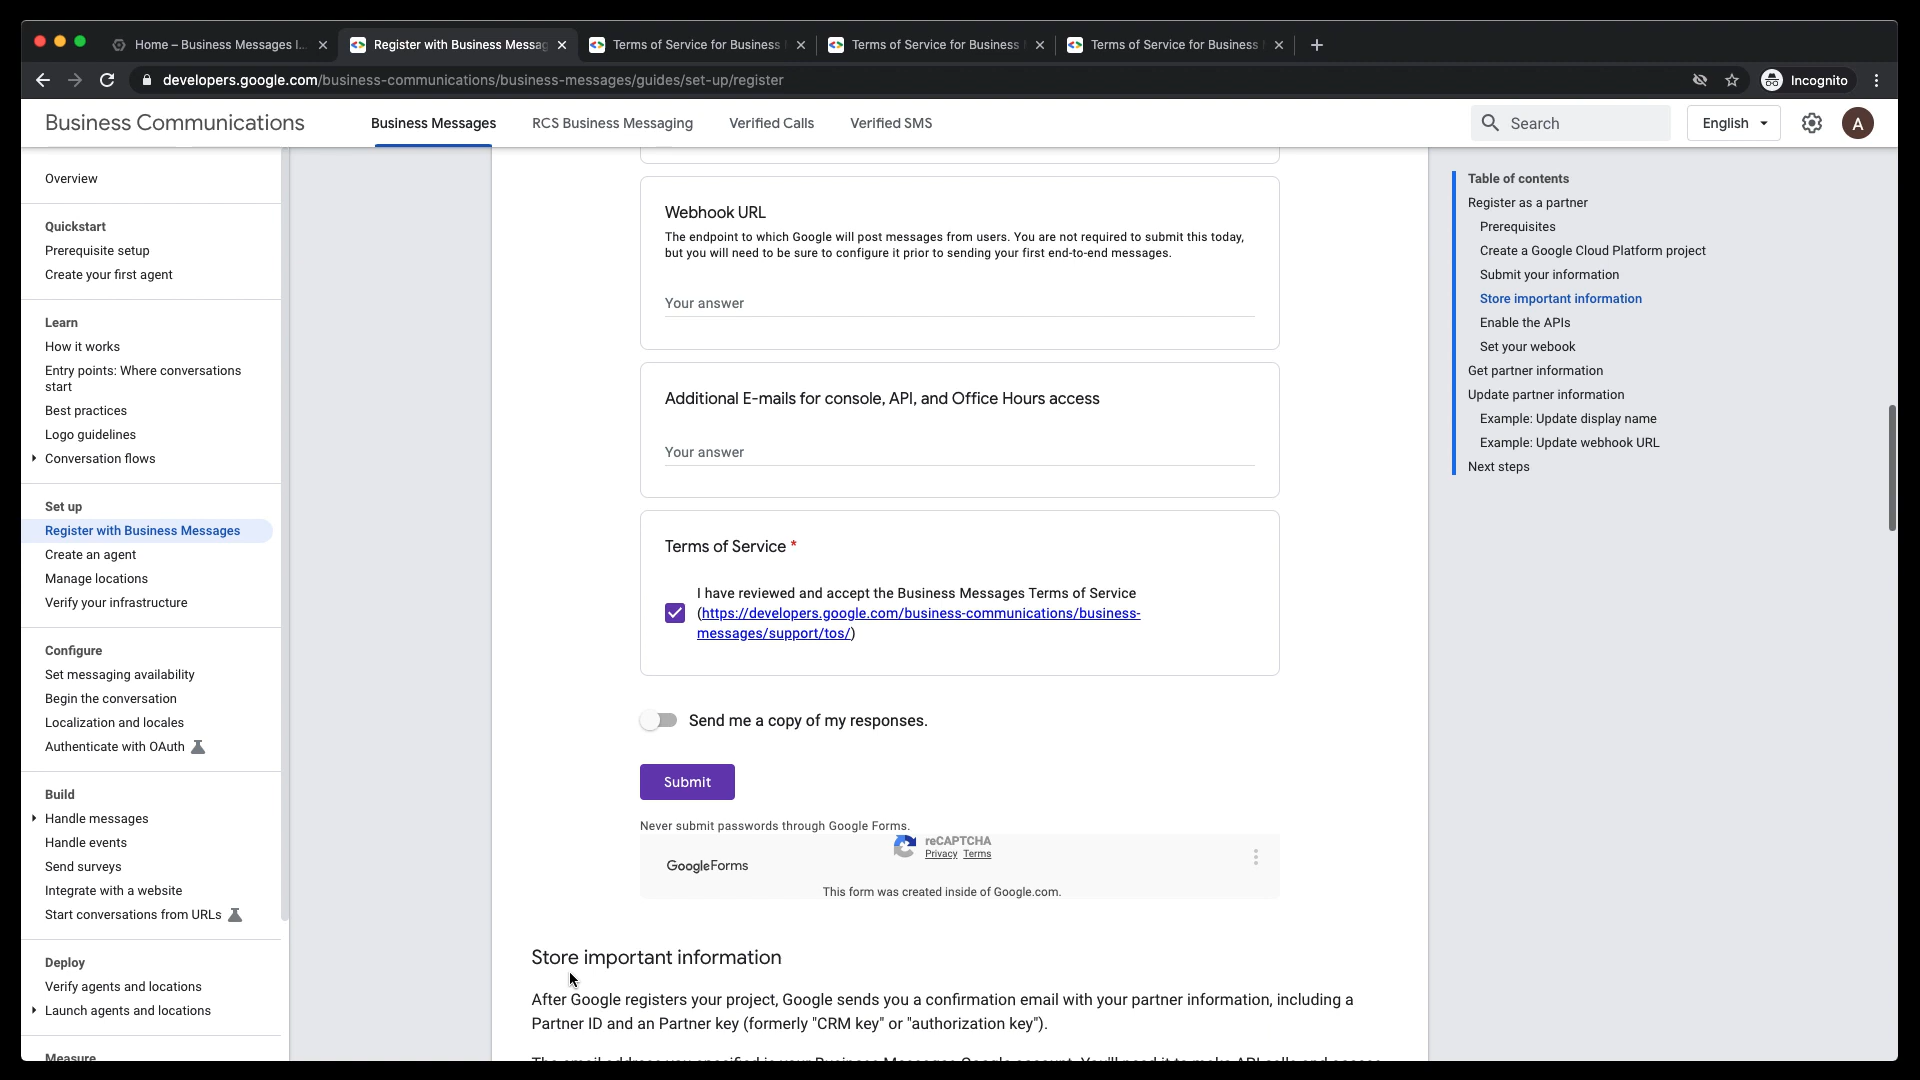 Home – Business Messages I...
Register with Business Messag
Terms of Service for Business
Terms of Service for Business
Terms of Service for Business
developers.google.com/business-communications/business-messages/guides/set-up/register
Incognito
Business Communications
Business Messages
RCS Business Messaging
Verified Calls
Verified SMS
Search
English
A
Overview
Quickstart
Prerequisite setup
Create your first agent
Learn
How it works
Entry points: Where conversations
start
Best practices
Logo guidelines
Conversation flows
Set up
Register with Business Messages
Create an agent
Manage locations
Verify your infrastructure
Configure
Set messaging availability
Begin the conversation
Localization and locales
Authenticate with OAuth
Build
Handle messages
Handle events
Send surveys
Integrate with a website
Start conversations from URLs
Deploy
Verify agents and locations
Launch agents and locations
Measure
Webhook URL
The endpoint to which Google will post messages from users. You are not required to submit this today,
but you will need to be sure to configure it prior to sending your first end-to-end messages.
Your answer
Additional E-mails for console, API, and Office Hours access
Your answer
Terms of Service *
I have reviewed and accept the Business Messages Terms of Service
(https://developers.google.com/business-communications/business-
messages/support/tos/)
Send me a copy of my responses.
Submit
Never submit passwords through Google Forms.
reCAPTCHA
Privacy Terms
Google Forms
This form was created inside of Google.com.
Store important information
After Google registers your project, Google sends you a confirmation email with your partner information, including a
Partner ID and an Partner key (formerly "CRM key" or "authorization key").
Table of contents
Register as a partner
Prerequisites
Create a Google Cloud Platform project
Submit your information
Store important information
Enable the APIs
Set your webook
Get partner information
Update partner information
Example: Update display name
Example: Update webhook URL
Next steps